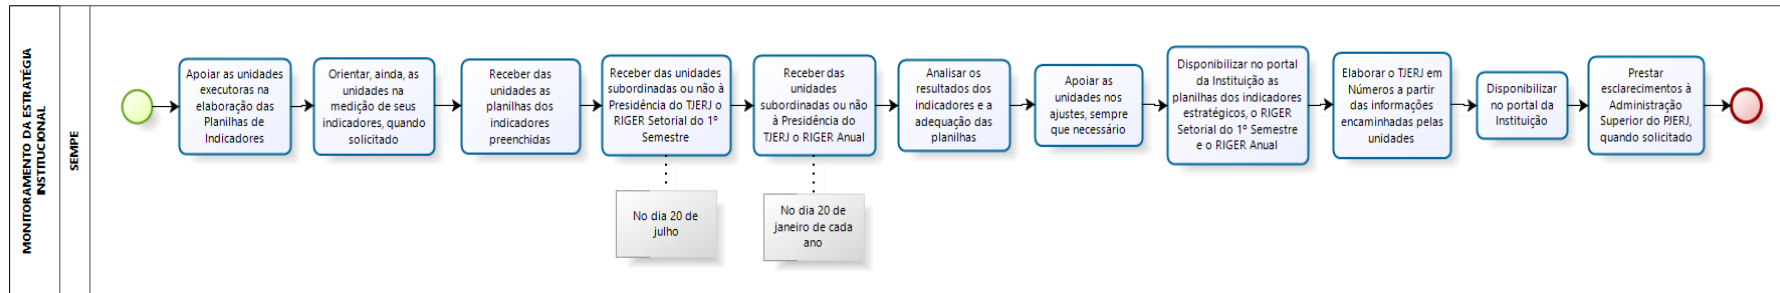 MONITORAMENTO DA ESTRATÉGIA
INSTITUCIONAL
SEMPE
Apoiar as unidades
executoras na
elaboração das
Planilhas de
Indicadores
Orientar, ainda, as
unidades na
medição de seus
indicadores, quando
solicitado
Receber das
unidades as
planilhas dos
indicadores
preenchidas
Receber das unidades
subordinadas ou não à
Presidência do TJERJ o
RIGER Setorial do 1º
Semestre
No dia 20 de
julho
Receber das
unidades
subordinadas ou não
à Presidência do
TJERJ o RIGER Anual
No dia 20 de
janeiro de cada
ano
Analisar os
resultados dos
indicadores e a
adequação das
planilhas
Apoiar as
unidades nos
ajustes, sempre
que necessário
Disponibilizar no portal
da Instituição as
planilhas dos indicadores
estratégicos, o RIGER
Setorial do 1º Semestre
e o RIGER Anual
Elaborar o TJERJ em
Números a partir
das informações
encaminhadas pelas
unidades
Disponibilizar
no portal da
Instituição
Prestar
esclarecimentos à
Administração
Superior do PJERJ,
quando solicitado